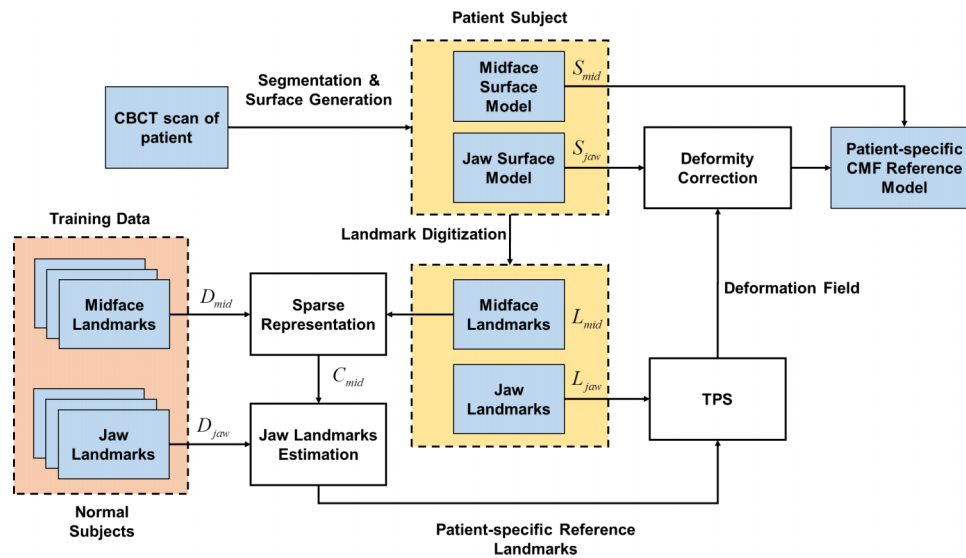 Patient Subject
Segmentation &
Surface Generation
CBCT scan of
patient
Midface
Surface
Model
S_mid
Jaw Surface
Model
S_jaw
Deformity
Correction
Patient-specific
CMF Reference
Model
Training Data
Landmark Digitization
Deformation Field
Midface
Landmarks
D_mid
Sparse
Representation
Midface
Landmarks
L_mid
C_mid
Jaw
Landmarks
D_jaw
Jaw Landmarks
Estimation
Jaw
Landmarks
L_jaw
TPS
Normal
Subjects
Patient-specific Reference
Landmarks